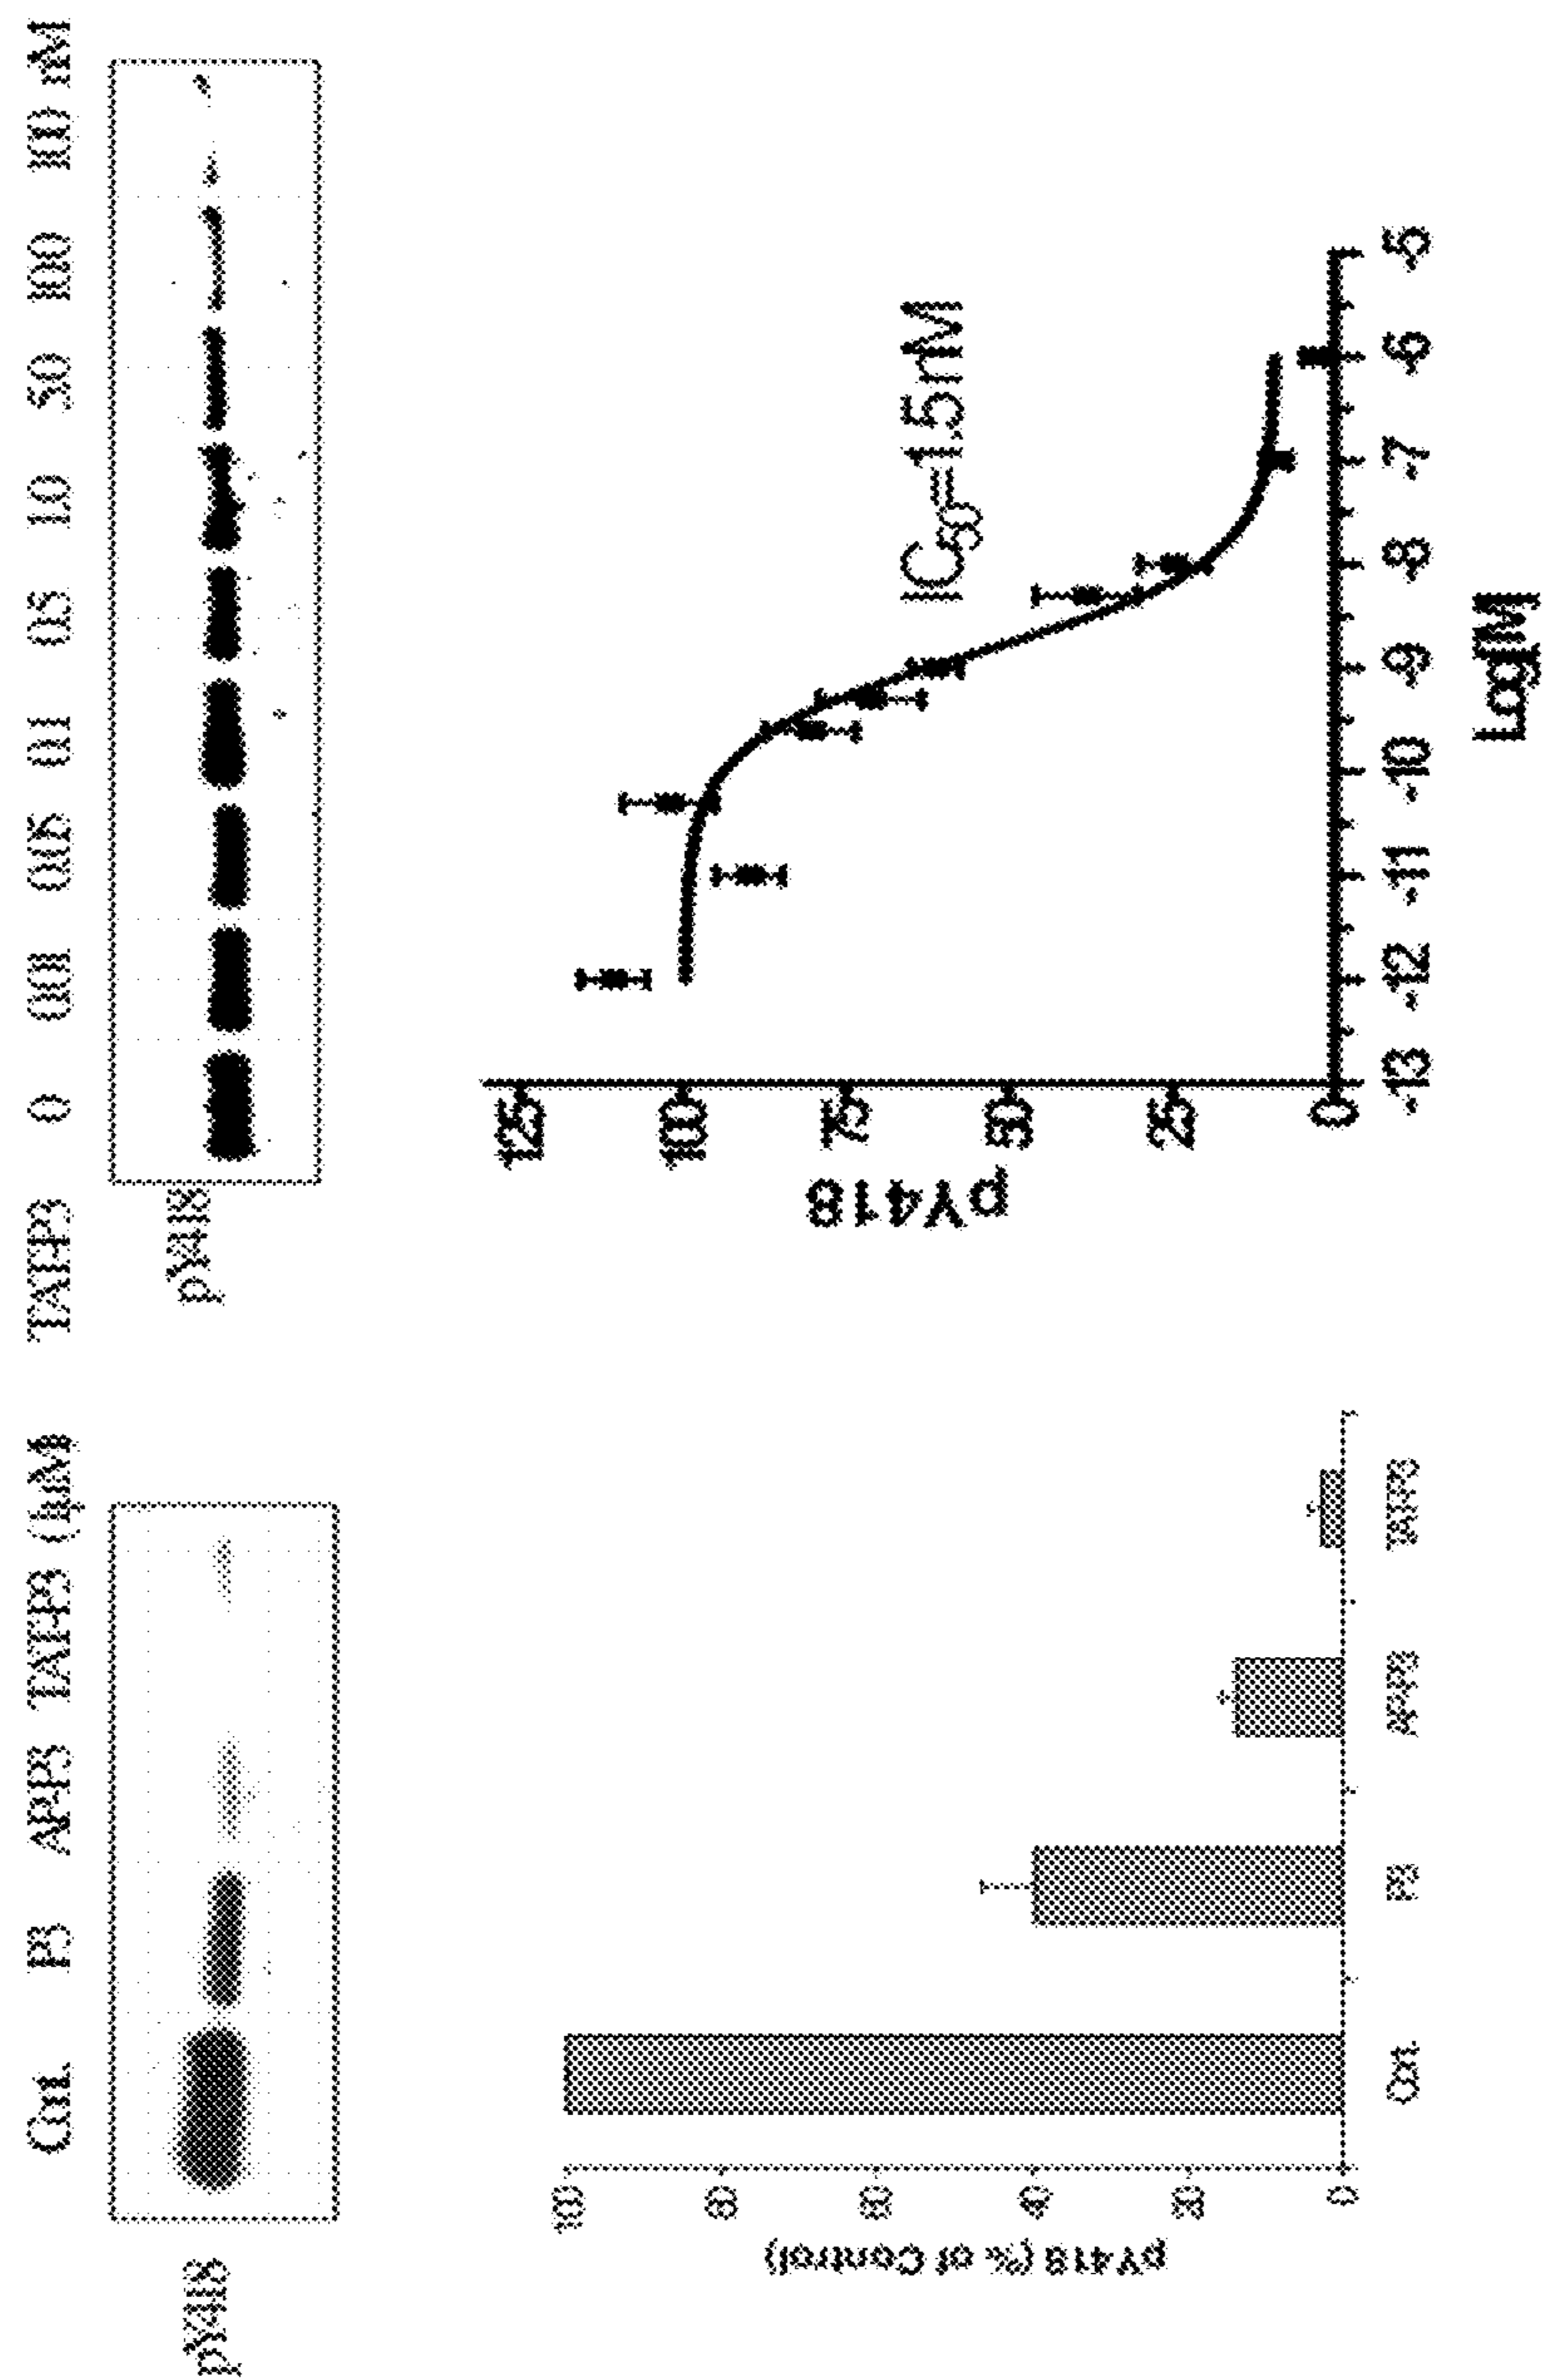 Cont. P3 AP-P3 TAT-P3 (1μM)
pY418
pY418 (% of Control)
100
80
60
40
20
0
Cont. P3 AP-P3 TAT-P3
TAT-P3 0 0.01 0.05 0.1 0.5 1.0 5.0 10.0 100 nM
pY418
pY418
125
100
75
50
25
0
-13 -12 -11 -10 -9 -8 -7 -6 -5
Log[M]
IC50=1.5nM